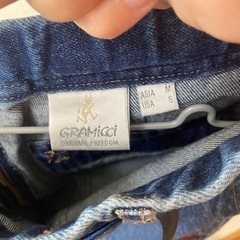 GRAMiCCi
ORIGINAL FREEDOM
ASIA M
USA S